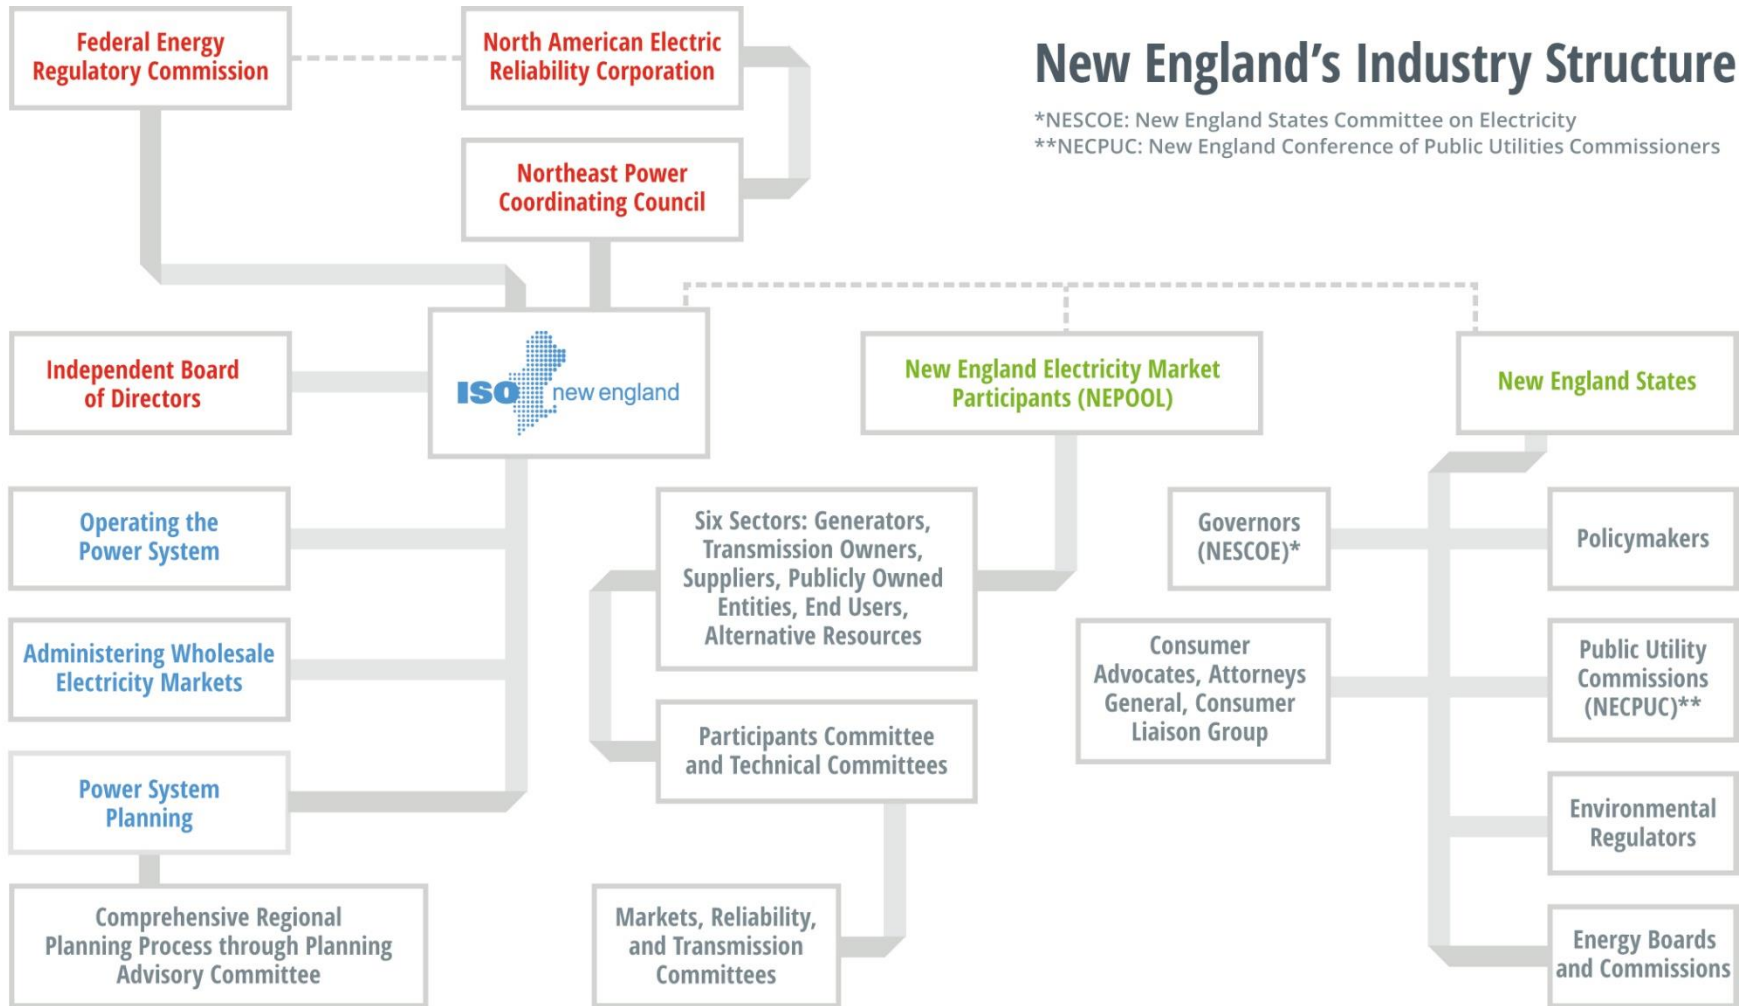 Federal Energy
Regulatory Commission
North American Electric
Reliability Corporation
New England’s Industry Structure
*NESCOE: New England States Committee on Electricity
**NECPUC: New England Conference of Public Utilities Commissioners
Northeast Power
Coordinating Council
Independent Board
of Directors
ISO new england
New England Electricity Market
Participants (NEPOOL)
New England States
Operating the
Power System
Administering Wholesale
Electricity Markets
Power System
Planning
Comprehensive Regional
Planning Process through Planning
Advisory Committee
Six Sectors: Generators,
Transmission Owners,
Suppliers, Publicly Owned
Entities, End Users,
Alternative Resources
Participants Committee
and Technical Committees
Markets, Reliability,
and Transmission
Committees
Governors
(NESCOE)*
Consumer
Advocates, Attorneys
General, Consumer
Liaison Group
Policymakers
Public Utility
Commissions
(NECPUC)**
Environmental
Regulators
Energy Boards
and Commissions